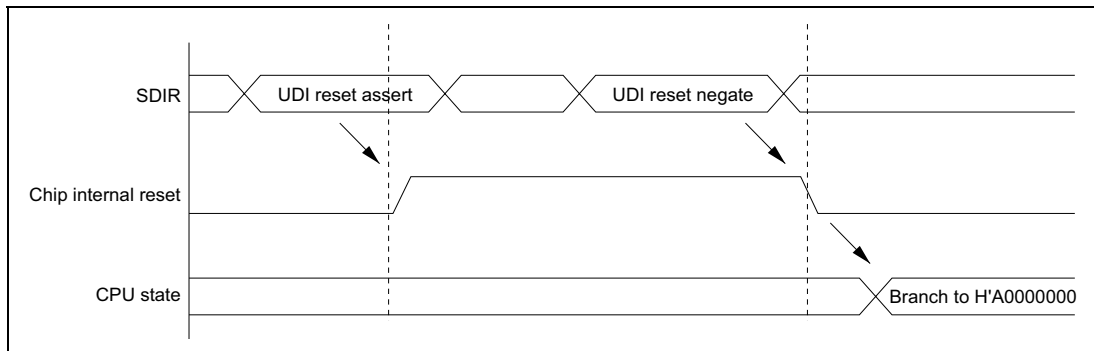 SDIR
UDI reset assert
UDI reset negate
Chip internal reset
CPU state
Branch to H'A0000000